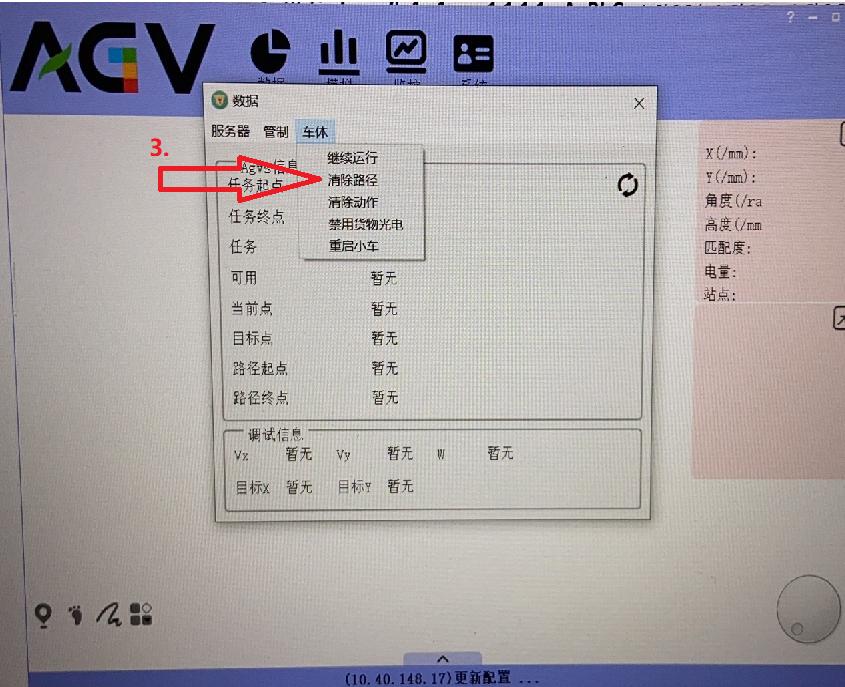 AGV
数据
服务器 管制 车体
3.
继续运行
清除路径
清除动作
禁用货物光电
重启小车
AgVs信息
任务起点
任务终点
任务
可用 暂无
当前点 暂无
目标点 暂无
路径起点 暂无
路径终点 暂无
调试信息
Vx 暂无 Vy 暂无 W 暂无
目标X 暂无 目标Y 暂无
X(/mm):
Y(/mm):
角度(/ra
高度(/mm
匹配度:
电量:
站点:
(10.40.148.17)更新配置 ...